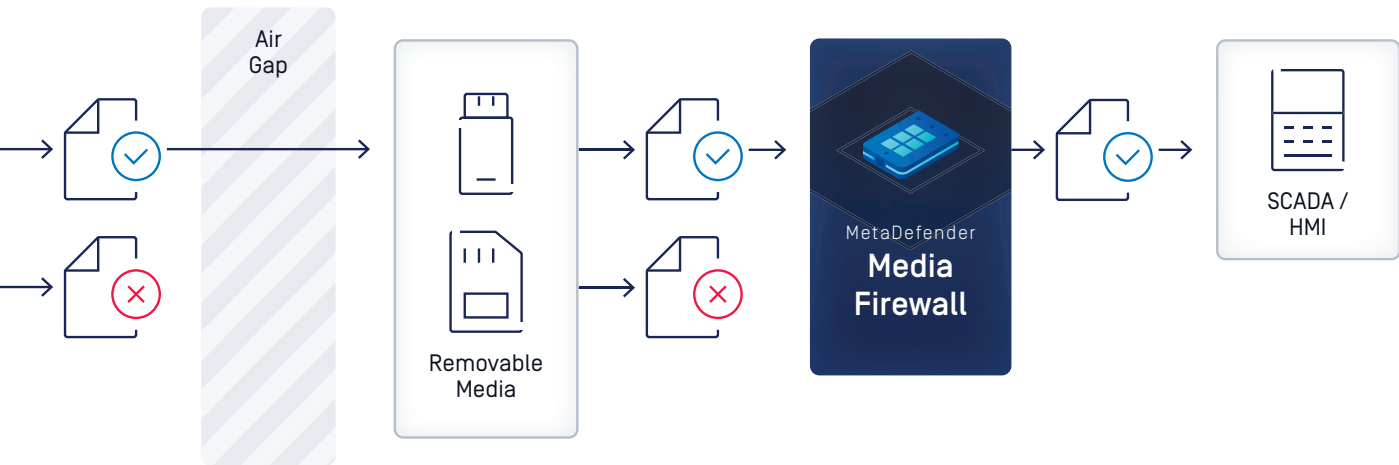 Air
Gap
Removable
Media
MetaDefender
Media
Firewall
SCADA /
HMI